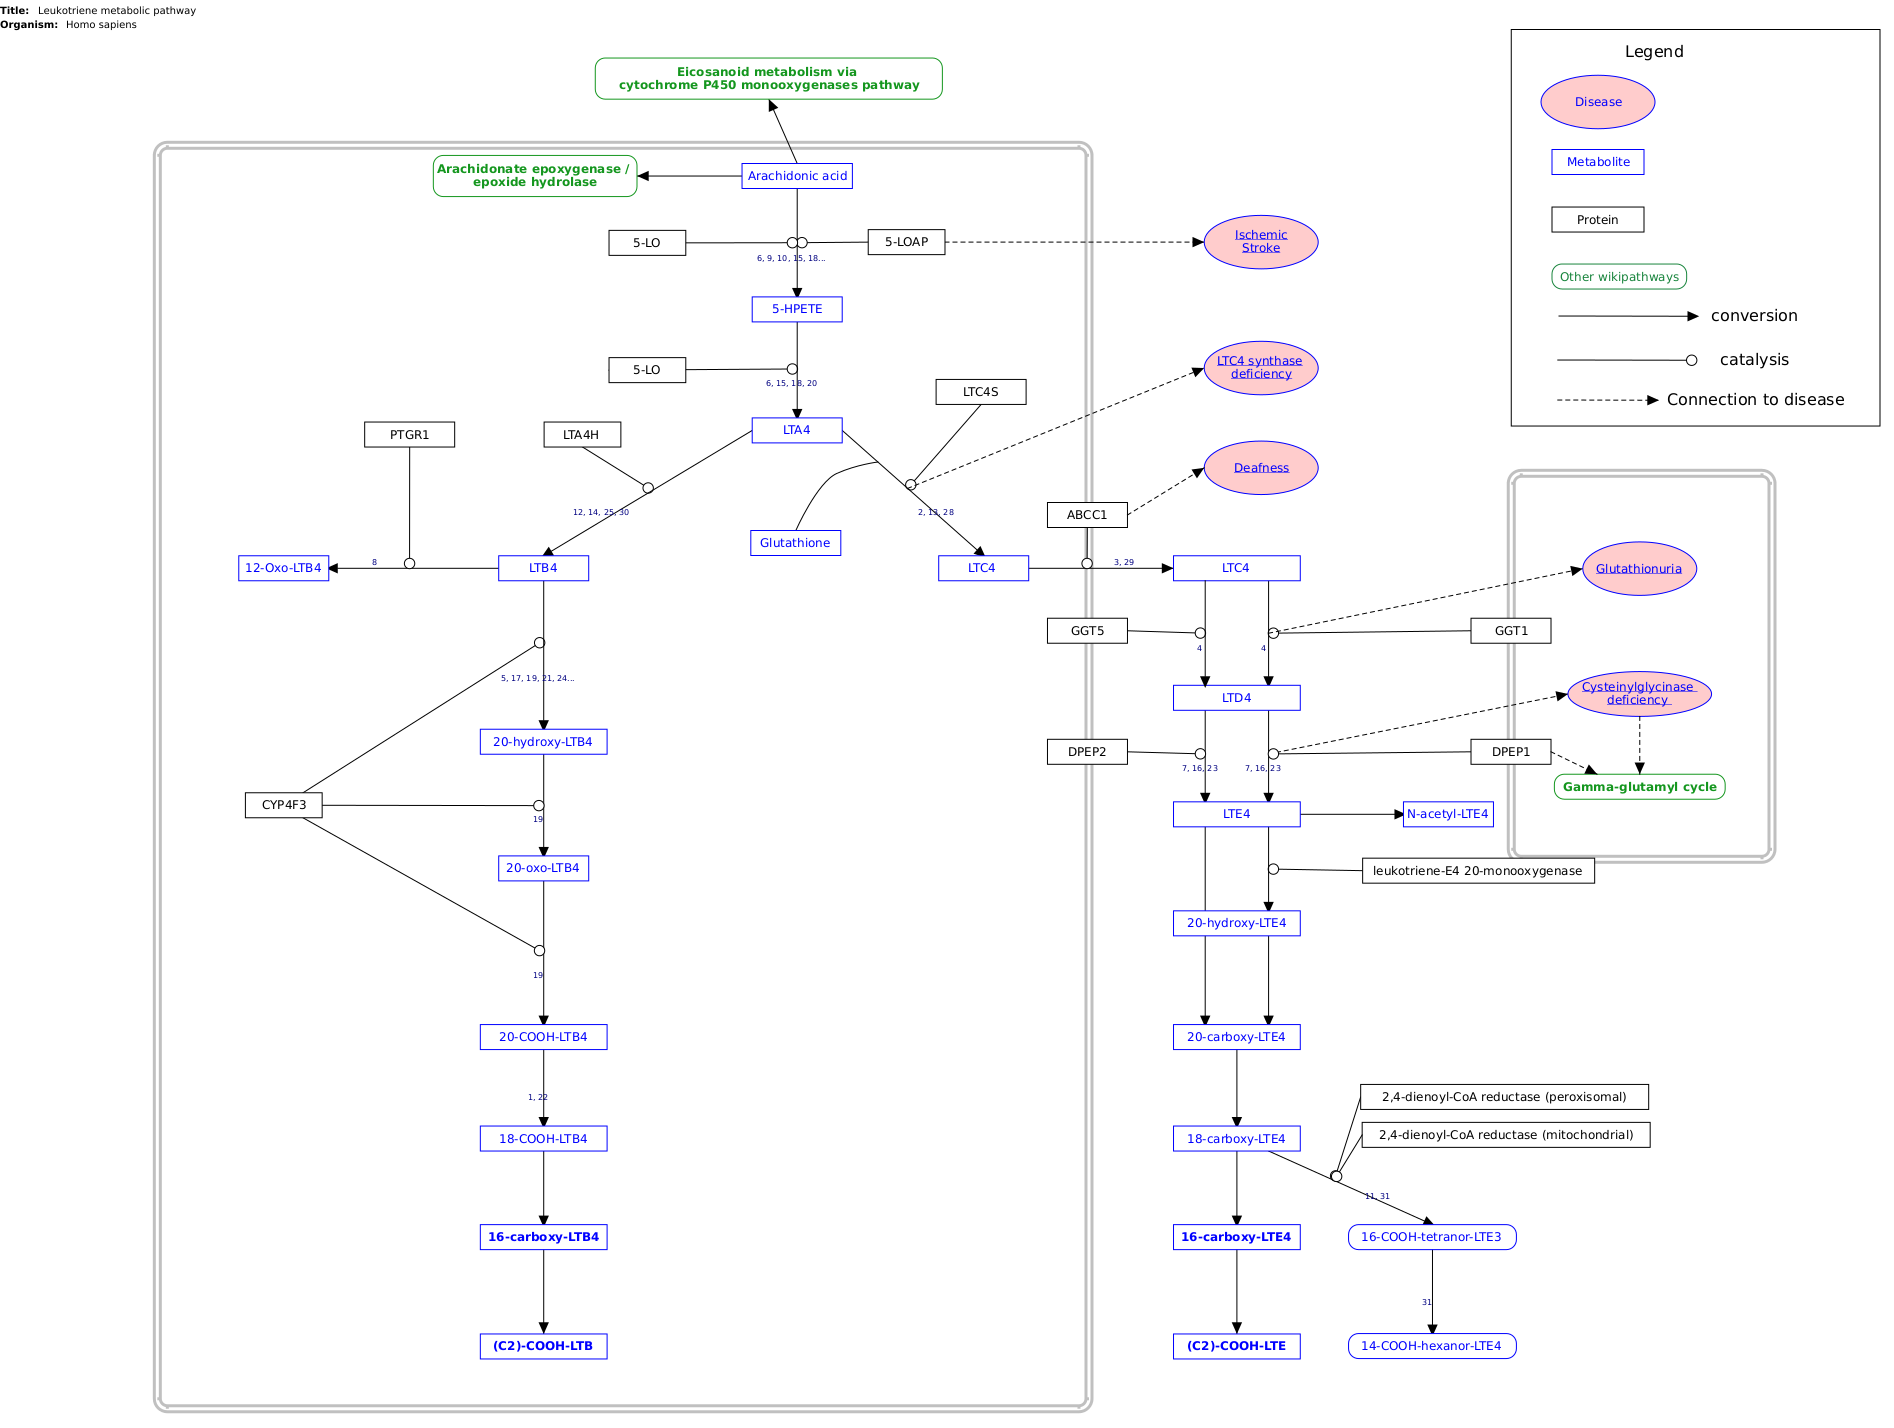 Title: Leukotriene metabolic pathway
Organism: Homo sapiens
Legend
Disease
Metabolite
Protein
Other wikipathways
conversion
catalysis
Connection to disease
Eicosanoid metabolism via
cytochrome P450 monooxygenases pathway
Arachidonate epoxygenase /
epoxide hydrolase
Arachidonic acid
5-LO
5-LOAP
Ischemic
Stroke
6, 9, 10, 15, 18...
5-HPETE
5-LO
6, 15, 18, 20
LTC4 synthase
deficiency
LTC4S
LTA4
PTGR1
LTA4H
Deafness
12, 14, 25, 30
2, 13, 28
ABCC1
Glutathione
12-Oxo-LTB4
8
LTB4
LTC4
3, 29
LTC4
Glutathionuria
GGT5
GGT1
4
4
5, 17, 19, 21, 24...
LTD4
Cysteinylglycinase
deficiency
20-hydroxy-LTB4
DPEP2
DPEP1
7, 16, 23
7, 16, 23
Gamma-glutamyl cycle
CYP4F3
19
LTE4
N-acetyl-LTE4
20-oxo-LTB4
leukotriene-E4 20-monooxygenase
20-hydroxy-LTE4
19
20-COOH-LTB4
20-carboxy-LTE4
1, 22
2,4-dienoyl-CoA reductase (peroxisomal)
2,4-dienoyl-CoA reductase (mitochondrial)
18-COOH-LTB4
18-carboxy-LTE4
11, 31
16-carboxy-LTB4
16-carboxy-LTE4
16-COOH-tetranor-LTE3
31
(C2)-COOH-LTB
(C2)-COOH-LTE
14-COOH-hexanor-LTE4